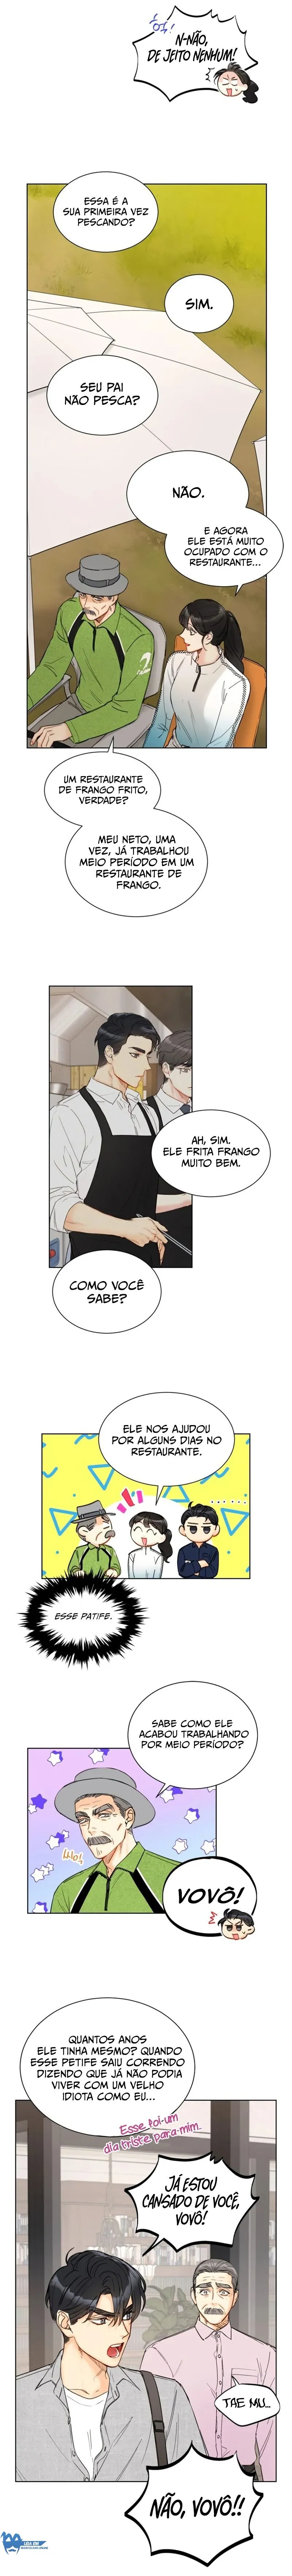 N-NÃO,
DE JEITO NENHUM!
ESSA É A
SUA PRIMEIRA VEZ
PESCANDO?
SIM.
SEU PAI
NÃO PESCA?
NÃO.
E AGORA
ELE ESTÁ MUITO
OCUPADO COM O
RESTAURANTE...
UM RESTAURANTE
DE FRANGO FRITO,
VERDADE?
MEU NETO, UMA
VEZ, JÁ TRABALHOU
MEIO PERÍODO EM UM
RESTAURANTE DE
FRANGO.
AH, SIM.
ELE FRITA FRANGO
MUITO BEM.
COMO VOCÊ
SABE?
ELE NOS AJUDOU
POR ALGUNS DIAS NO
RESTAURANTE.
ESSE PATIFE.
SABE COMO ELE
ACABOU TRABALHANDO
POR MEIO PERÍODO?
VOVÔ!
QUANTOS ANOS
ELE TINHA MESMO? QUANDO
ESSE PETIFE SAIU CORRENDO
DIZENDO QUE JÁ NÃO PODIA
VIVER COM UM VELHO
IDIOTA COMO EU...
Esse foi um
dia triste para mim.
JÁ ESTOU
CANSADO DE VOCÊ,
VOVÔ!
TAE MU...
NÃO, VOVÔ!!